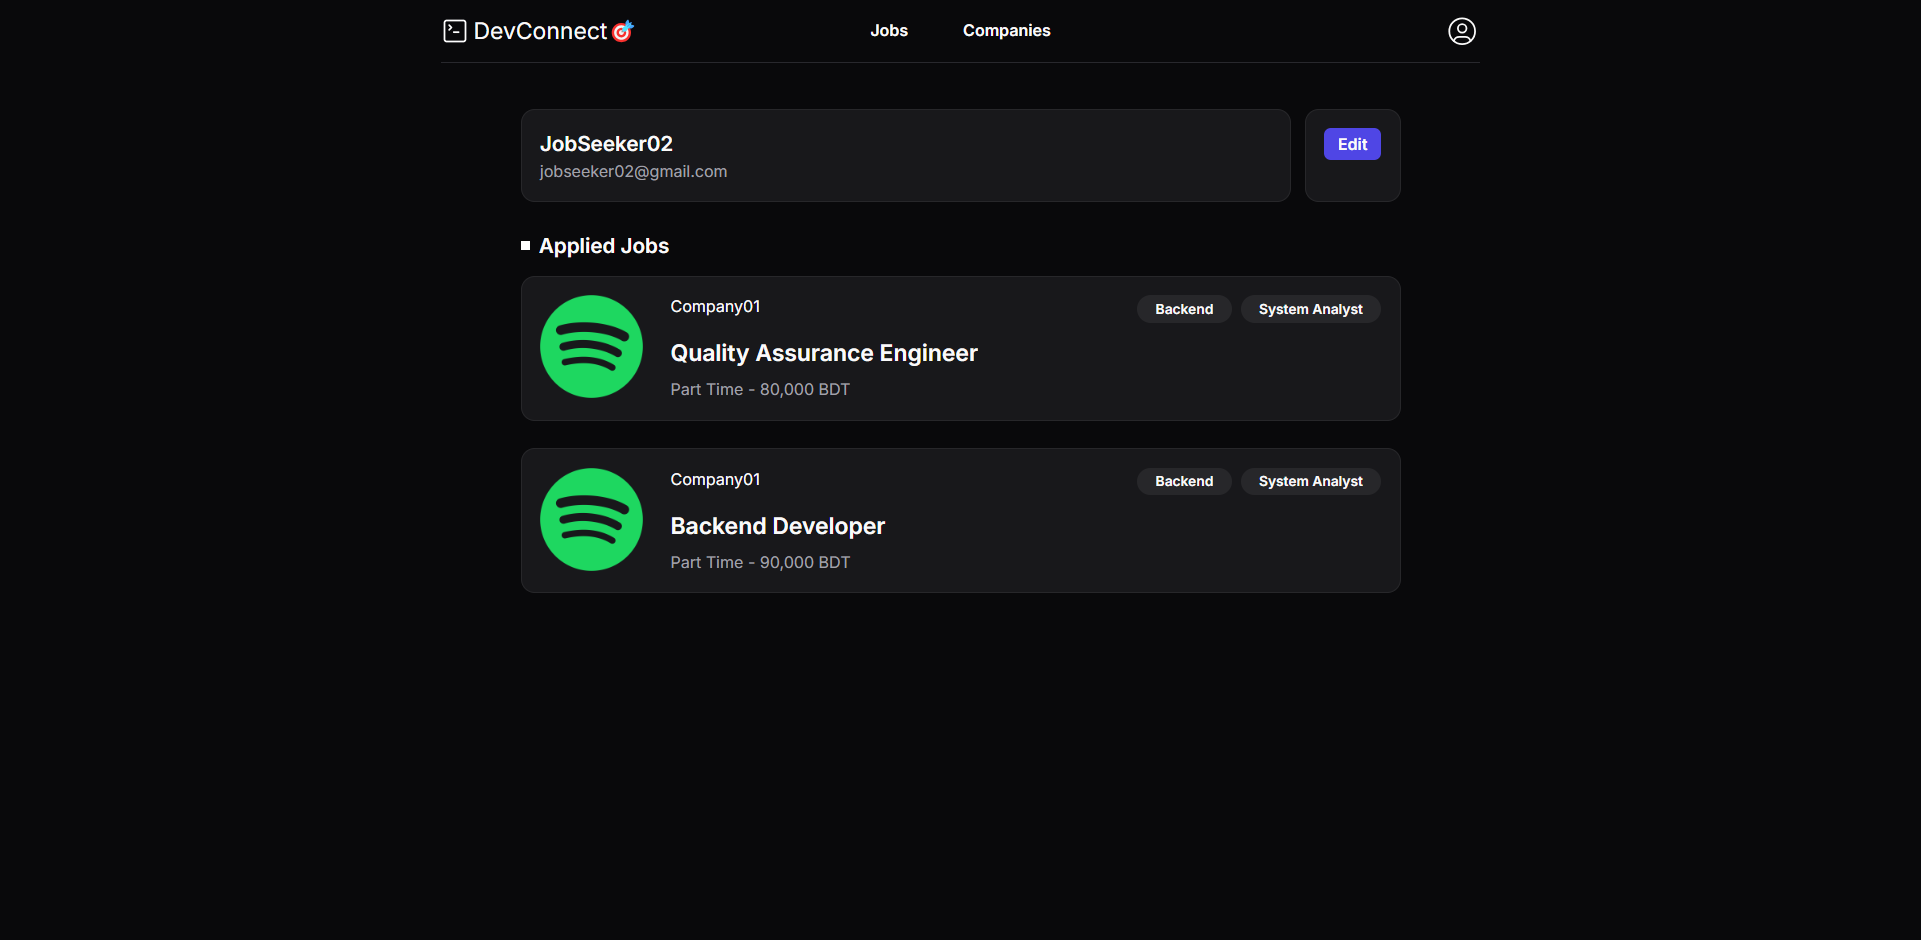 DevConnect🎯
Jobs
Companies
JobSeeker02
jobseeker02@gmail.com
Edit
Applied Jobs
Company01
Backend
System Analyst
Quality Assurance Engineer
Part Time - 80,000 BDT
Company01
Backend
System Analyst
Backend Developer
Part Time - 90,000 BDT